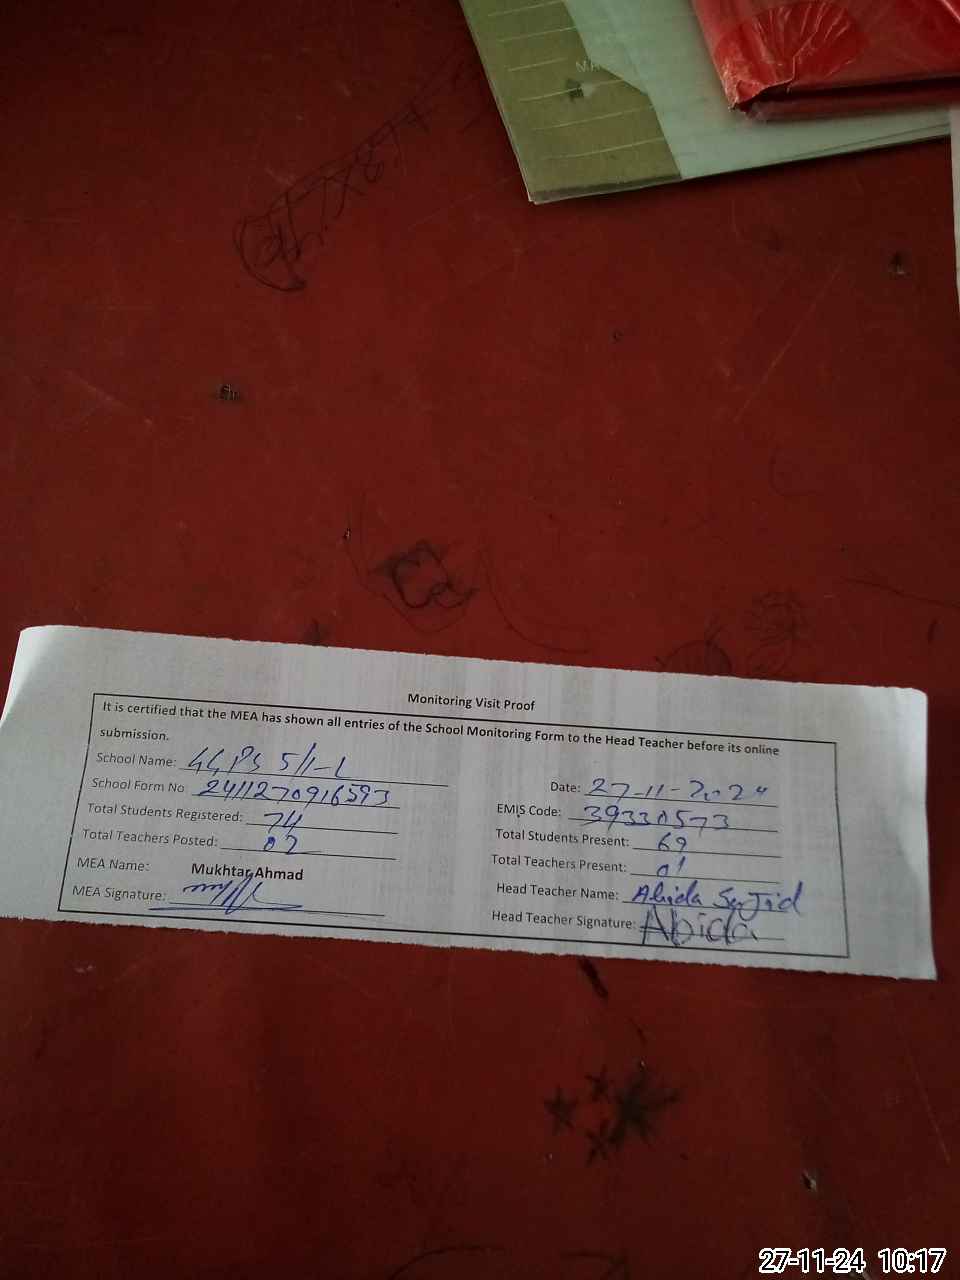 Monitoring Visit Proof
It is certified that the MEA has shown all entries of the School Monitoring Form to the Head Teacher before its online
submission.
School Name: GGPS 5/1-L
Date: 27-11-2024
School Form No 2411270916593
EMIS Code: 39330573
Total Students Registered: 74
Total Students Present: 69
Total Teachers Posted: 02
Total Teachers Present: 01
MEA Name: Mukhtar Ahmad
Head Teacher Name: Abida Sajid
MEA Signature:
Head Teacher Signature: Abida
27-11-24 10:17